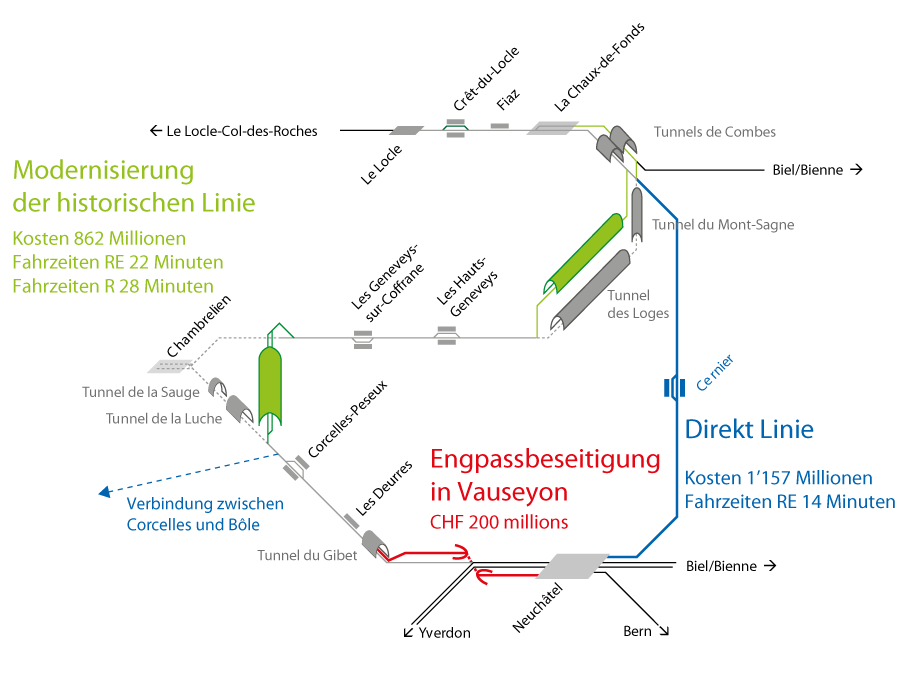 La Chaux-de-Fonds
Crêt-du-Locle
Fiaz
← Le Locle-Col-des-Roches
Tunnels de Combes
Le Locle
Biel/Bienne →
Modernisierung
der historischen Linie
Kosten 862 Millionen
Fahrzeiten RE 22 Minuten
Fahrzeiten R 28 Minuten
Tunnel du Mont-Sagne
Les Geneveys-
sur-Coffrane
Les Hauts-
Geneveys
Tunnel
des Loges
Chambrelien
Cernier
Tunnel de la Sauge
Tunnel de la Luche
Corcelles-Peseux
Direkt Linie
Kosten 1'157 Millionen
Fahrzeiten RE 14 Minuten
Engpassbeseitigung
in Vauseyon
CHF 200 millions
Les Deurres
Verbindung zwischen
Corcelles und Bôle
Tunnel du Gibet
Biel/Bienne →
Neuchâtel
↙ Yverdon
Bern ↘